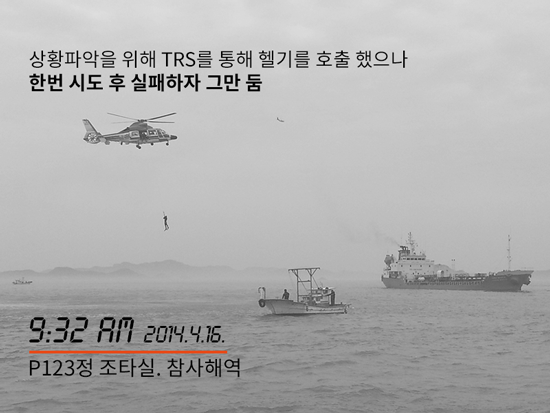 상황파악을 위해 TRS를 통해 헬기를 호출 했으나
한번 시도 후 실패하자 그만 둠
9:32 AM 2014.4.16.
P123정 조타실. 참사해역